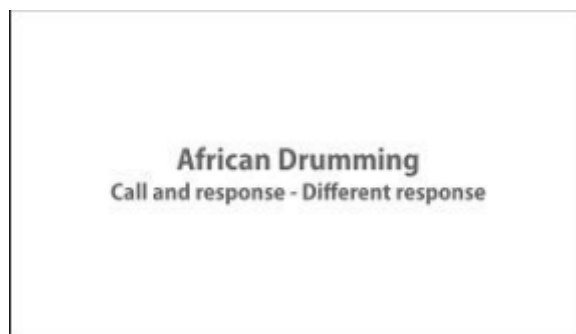 African Drumming
Call and response - Different response